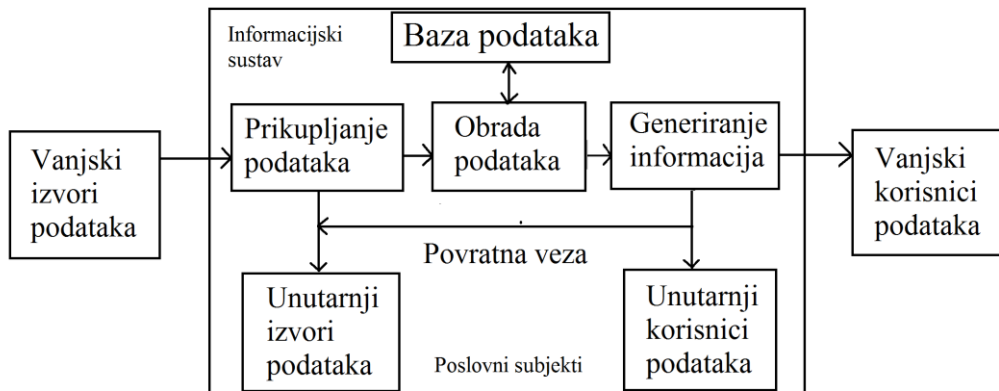 Informacijski
sustav
Baza podataka
Vanjski
izvori
podataka
Prikupljanje
podataka
Obrada
podataka
Generiranje
informacija
Vanjski
korisnici
podataka
Povratna veza
Unutarnji
izvori
podataka
Unutarnji
korisnici
podataka
Poslovni subjekti